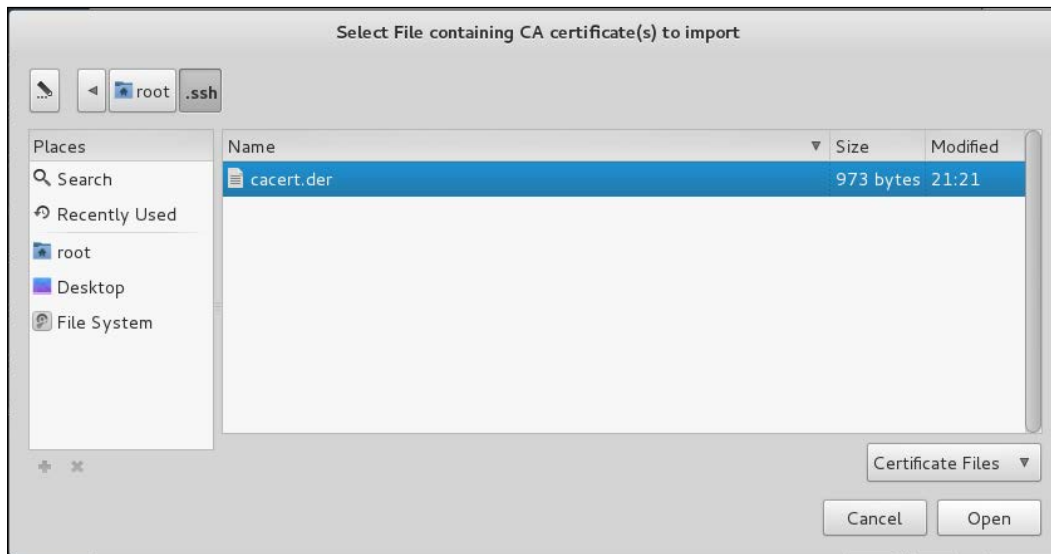 Select File containing CA certificate(s) to import
root .ssh
Places
Name Size Modified
Search
cacert.der 973 bytes 21:21
Recently Used
root
Desktop
File System
Certificate Files
Cancel Open